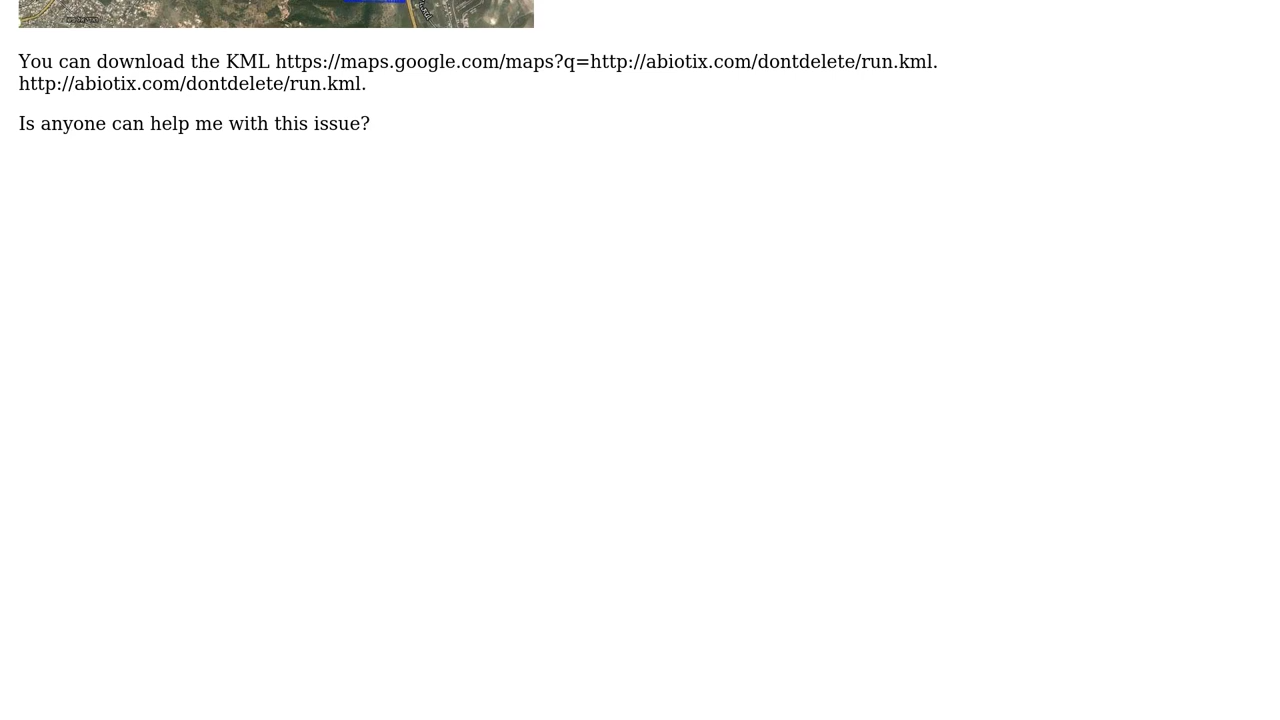 You can download the KML https://maps.google.com/maps?q=http://abiotix.com/dontdelete/run.kml.
http://abiotix.com/dontdelete/run.kml.
Is anyone can help me with this issue?